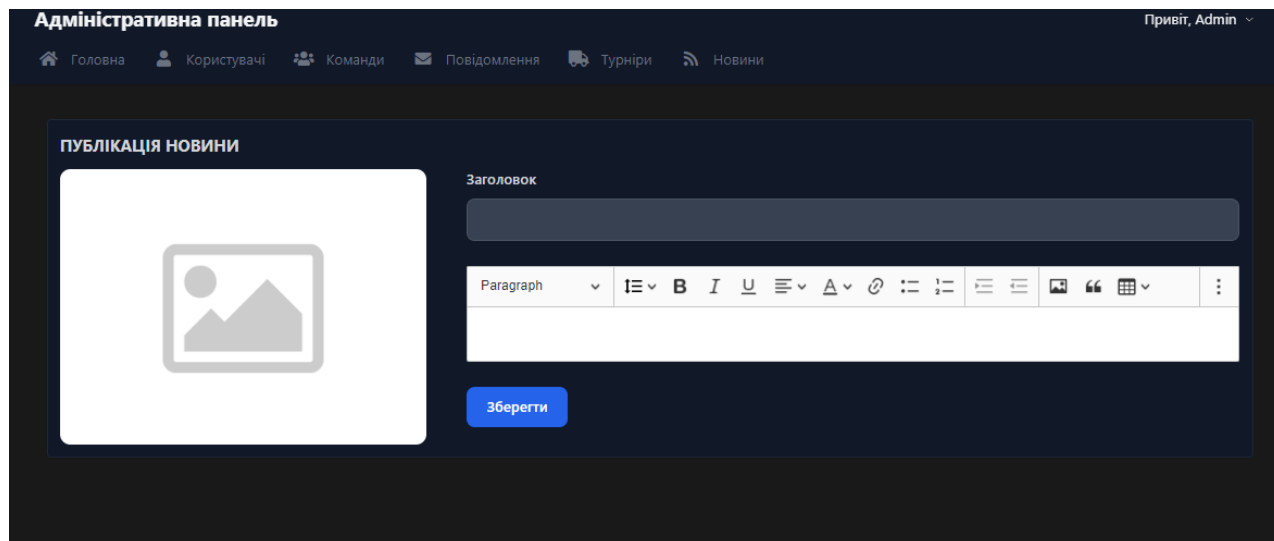 Адміністративна панель
Привіт, Admin
Головна Користувачі Команди Повідомлення Турніри Новини
ПУБЛІКАЦІЯ НОВИНИ
Заголовок
Paragraph
Зберегти